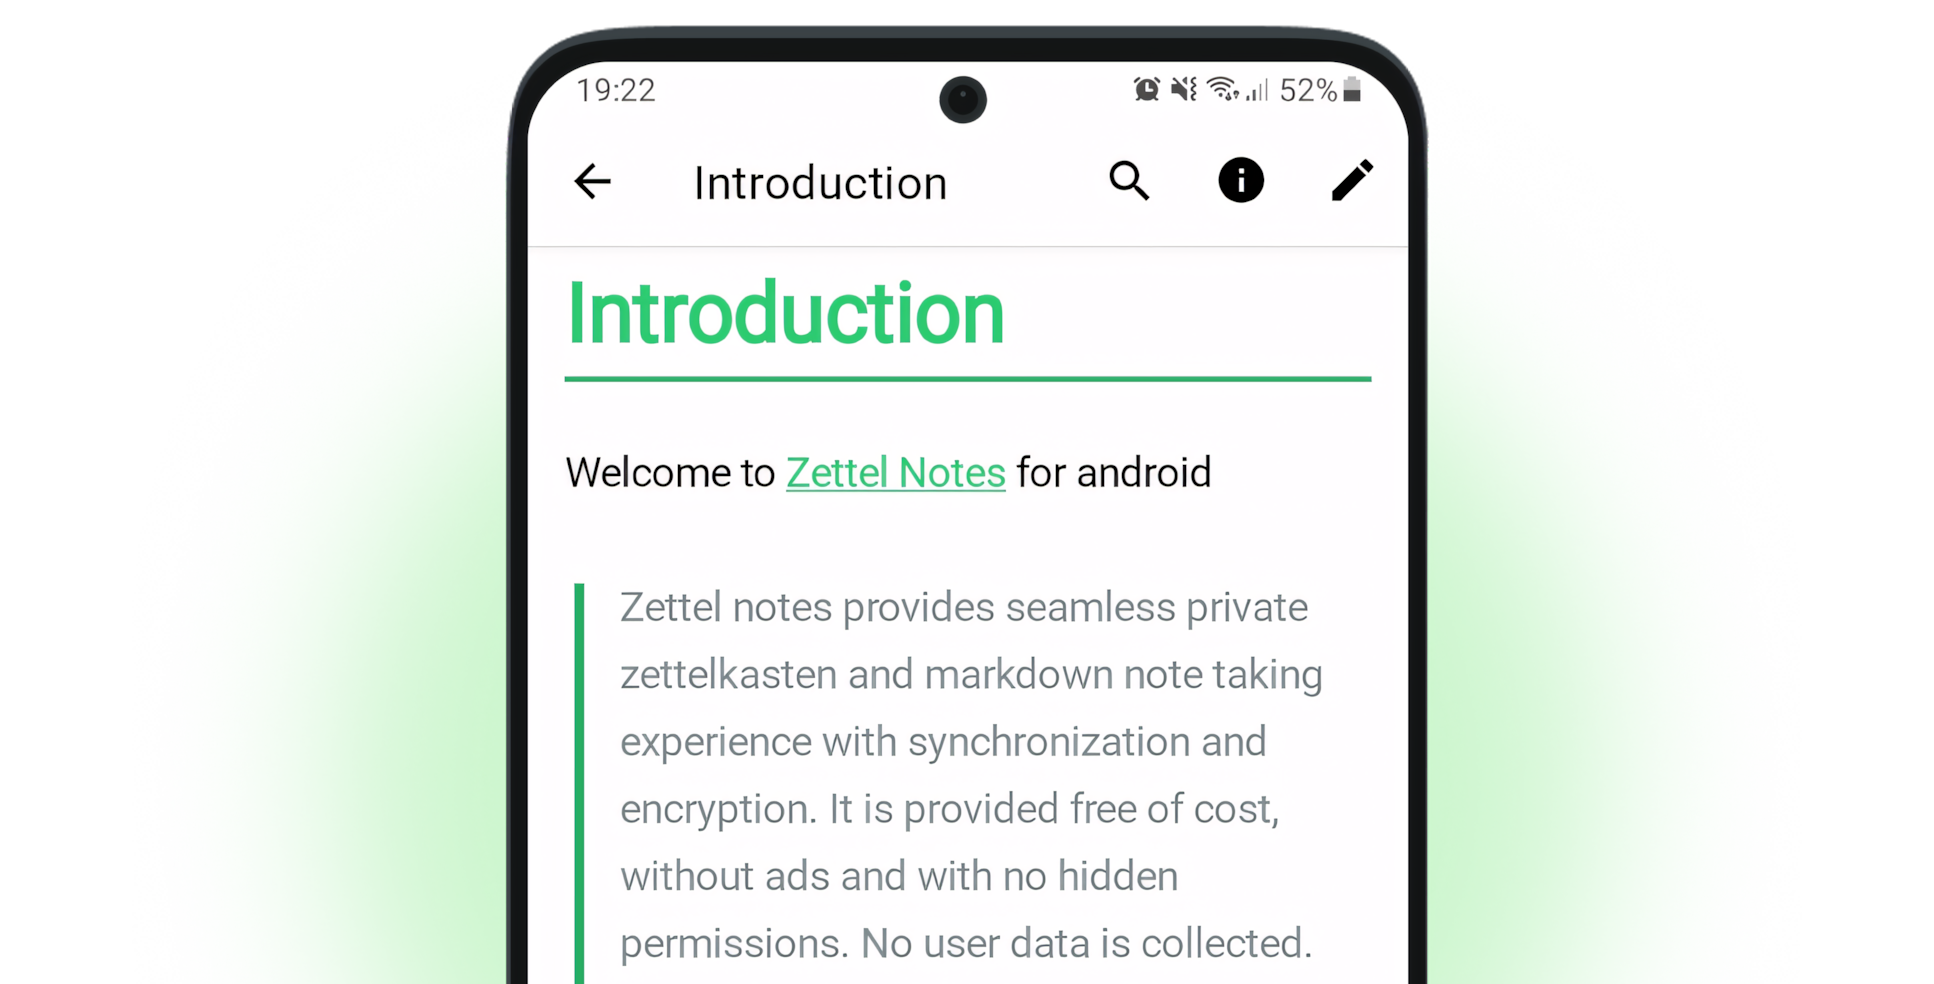 19:22 52%
Introduction
Introduction
Welcome to Zettel Notes for android
Zettel notes provides seamless private
zettelkasten and markdown note taking
experience with synchronization and
encryption. It is provided free of cost,
without ads and with no hidden
permissions. No user data is collected.